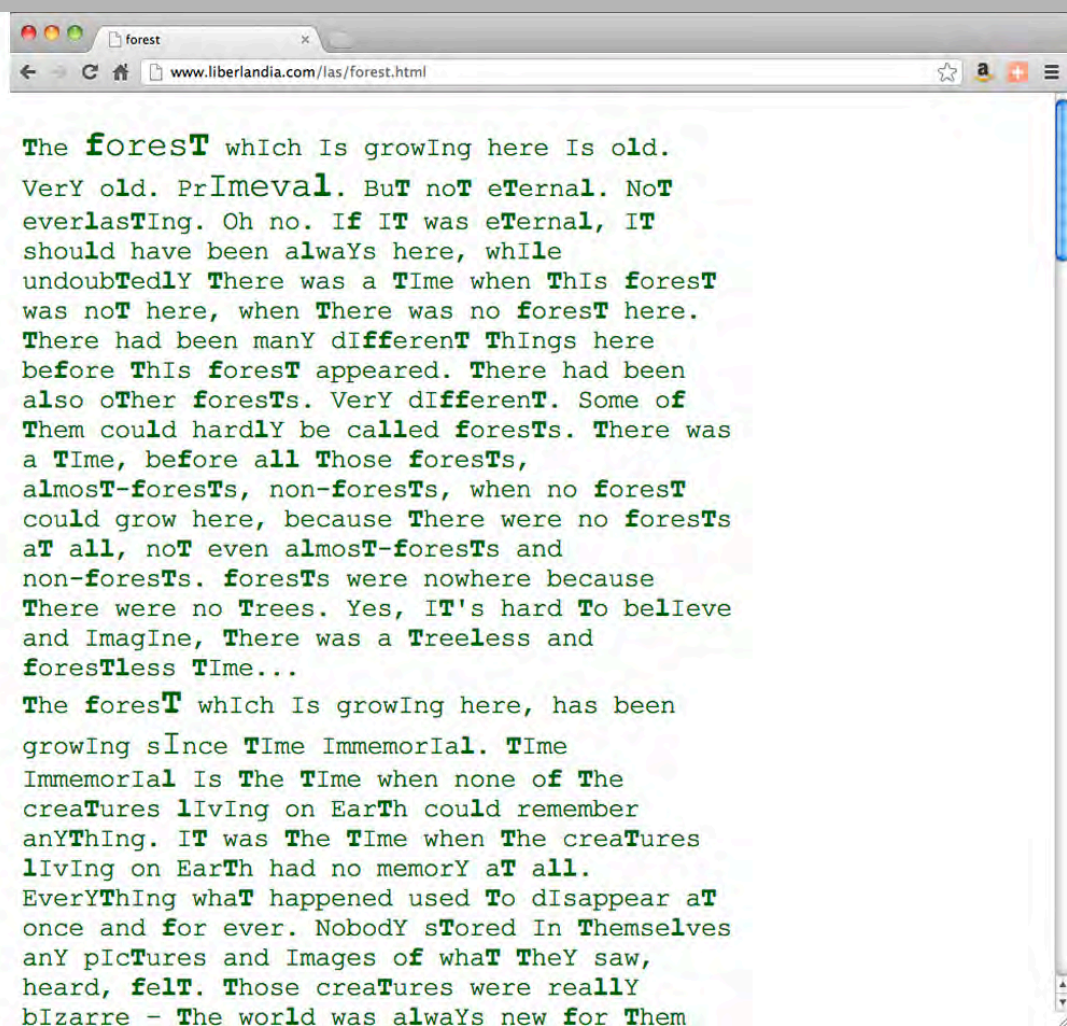 forest
www.liberlandia.com/las/forest.html
The foresT whIch Is growIng here Is old.
VerY old. PrImeval. BuT noT eTernal. NoT
everlasTIng. Oh no. If IT was eTernal, IT
should have been alwaYs here, whIle
undoubTedlY There was a TIme when ThIs foresT
was noT here, when There was no foresT here.
There had been manY dIfferenT ThIngs here
before ThIs foresT appeared. There had been
also oTher foresTs. VerY dIfferenT. Some of
Them could hardlY be called foresTs. There was
a TIme, before all Those foresTs,
almosT-foresTs, non-foresTs, when no foresT
could grow here, because There were no foresTs
aT all, noT even almosT-foresTs and
non-foresTs. foresTs were nowhere because
There were no Trees. Yes, IT's hard To belIeve
and ImagIne, There was a Treeless and
foresTless TIme...
The foresT whIch Is growIng here, has been
growIng sInce TIme ImmemorIal. TIme
ImmemorIal Is The TIme when none of The
creaTures lIvIng on EarTh could remember
anYThIng. IT was The TIme when The creaTures
lIvIng on EarTh had no memorY aT all.
EverYThIng whaT happened used To dIsappear aT
once and for ever. NobodY sTored In Themselves
anY pIcTures and Images of whaT TheY saw,
heard, felT. Those creaTures were reallY
bIzarre – The world was alwaYs new for Them